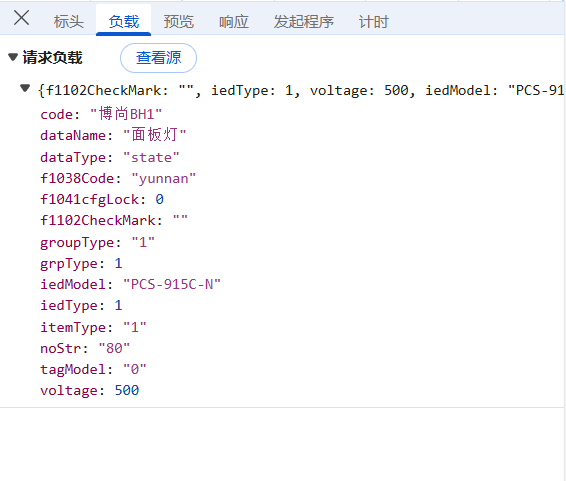 标头 负载 预览 响应 发起程序 计时
请求负载 查看源
{f1102CheckMark: "", iedType: 1, voltage: 500, iedModel: "PCS-91
code: "博尚BH1"
dataName: "面板灯"
dataType: "state"
f1038Code: "yunnan"
f1041cfgLock: 0
f1102CheckMark: ""
groupType: "1"
grpType: 1
iedModel: "PCS-915C-N"
iedType: 1
itemType: "1"
noStr: "80"
tagModel: "0"
voltage: 500